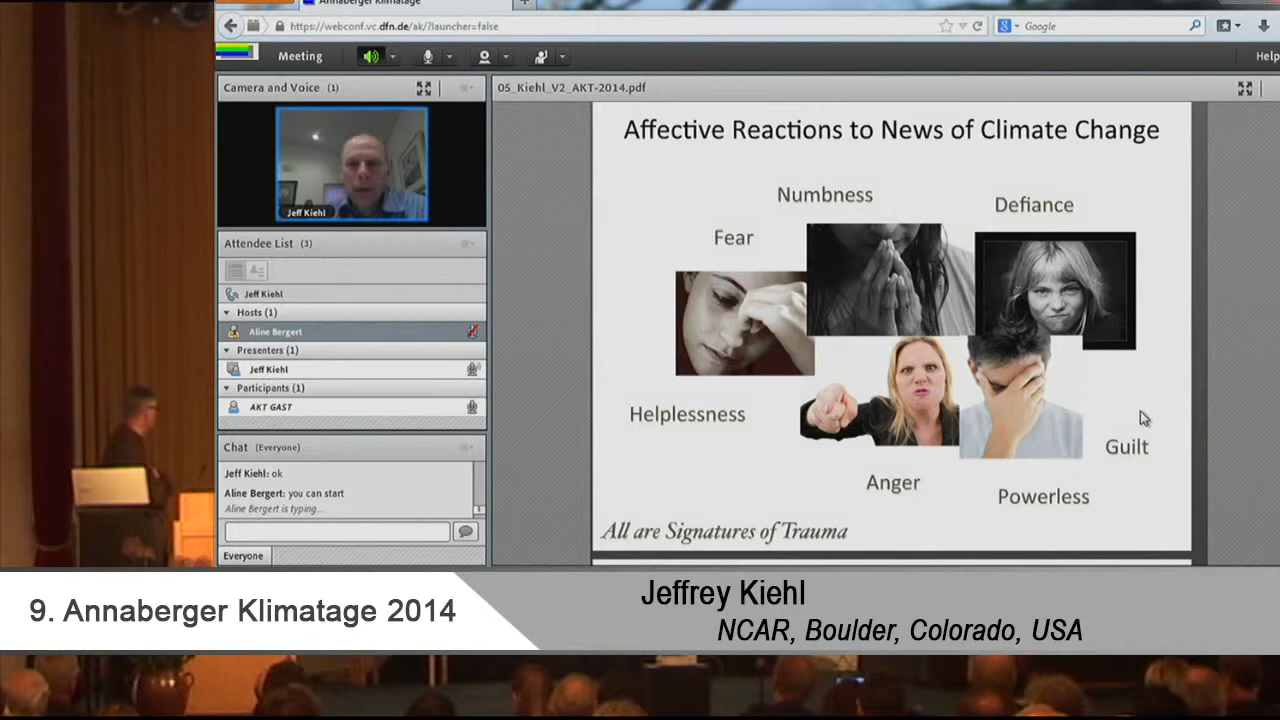 Annaberger Klimatage
https://webconf.vc.dfn.de/ak/?launcher=false
Google
Meeting
Help
Camera and Voice (1)
Jeff Kiehl
Attendee List (3)
Jeff Kiehl
Hosts (1)
Aline Bergert
Presenters (1)
Jeff Kiehl
Participants (1)
AKT GAST
Chat (Everyone)
Jeff Kiehl: ok
Aline Bergert: you can start
Aline Bergert is typing...
Everyone
05_Kiehl_V2_AKT-2014.pdf
Affective Reactions to News of Climate Change
Numbness
Defiance
Fear
Helplessness
Guilt
Anger
Powerless
All are Signatures of Trauma
9. Annaberger Klimatage 2014
Jeffrey Kiehl
NCAR, Boulder, Colorado, USA